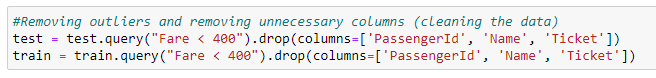 #Removing outliers and removing unnecessary columns (cleaning the data)
test = test.query("Fare < 400").drop(columns=['PassengerId', 'Name', 'Ticket'])
train = train.query("Fare < 400").drop(columns=['PassengerId', 'Name', 'Ticket'])